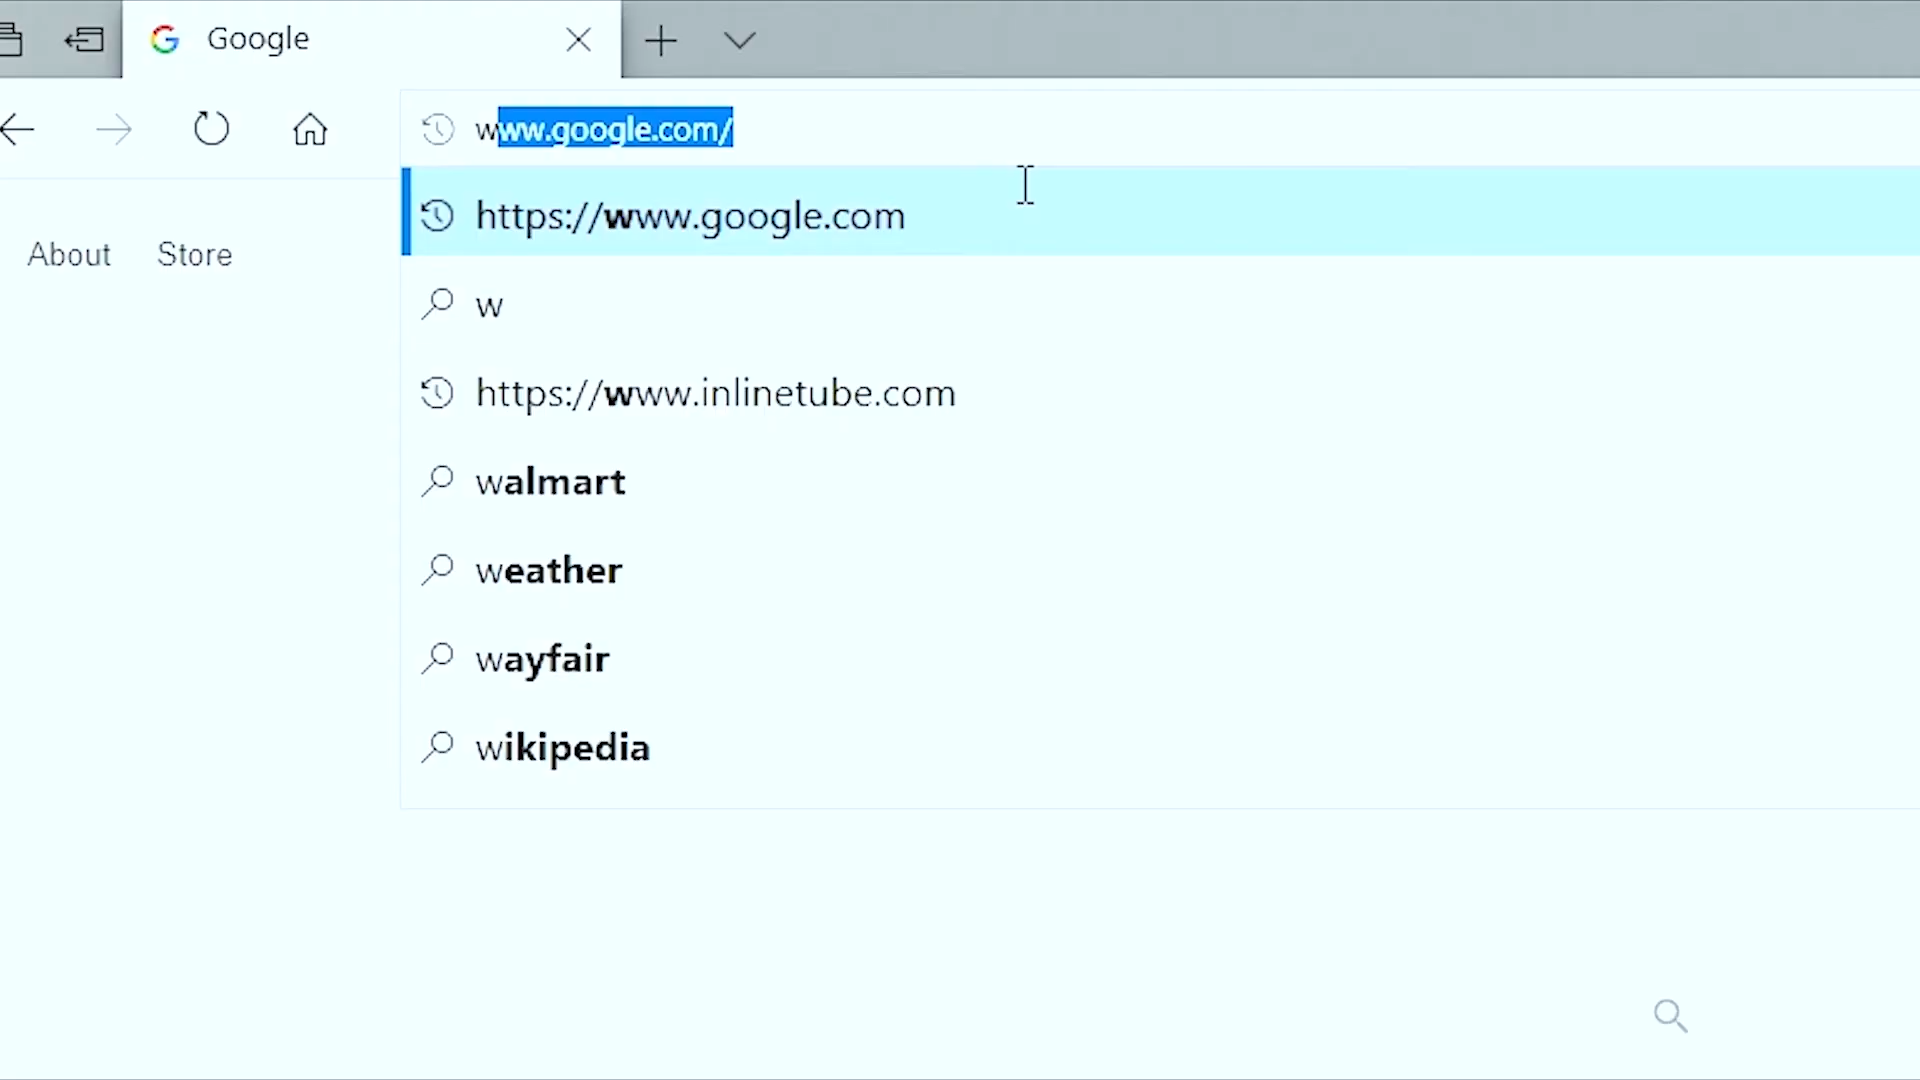 Google
www.google.com/
https://www.google.com
About
Store
w
https://www.inlinetube.com
walmart
weather
wayfair
wikipedia